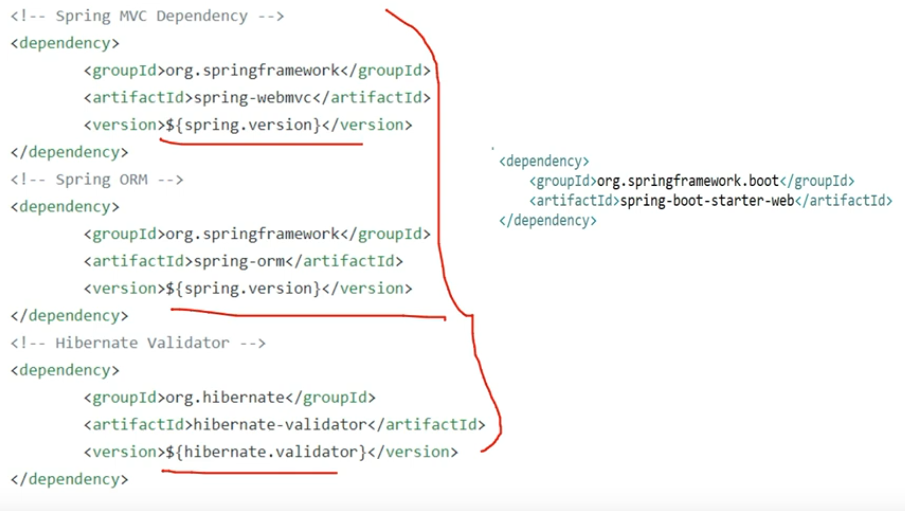 <!-- Spring MVC Dependency -->
<dependency>
<groupId>org.springframework</groupId>
<artifactId>spring-webmvc</artifactId>
<version>${spring.version}</version>
</dependency>
<!-- Spring ORM -->
<dependency>
<groupId>org.springframework</groupId>
<artifactId>spring-orm</artifactId>
<version>${spring.version}</version>
</dependency>
<!-- Hibernate Validator -->
<dependency>
<groupId>org.hibernate</groupId>
<artifactId>hibernate-validator</artifactId>
<version>${hibernate.validator}</version>
</dependency>
<dependency>
<groupId>org.springframework.boot</groupId>
<artifactId>spring-boot-starter-web</artifactId>
</dependency>